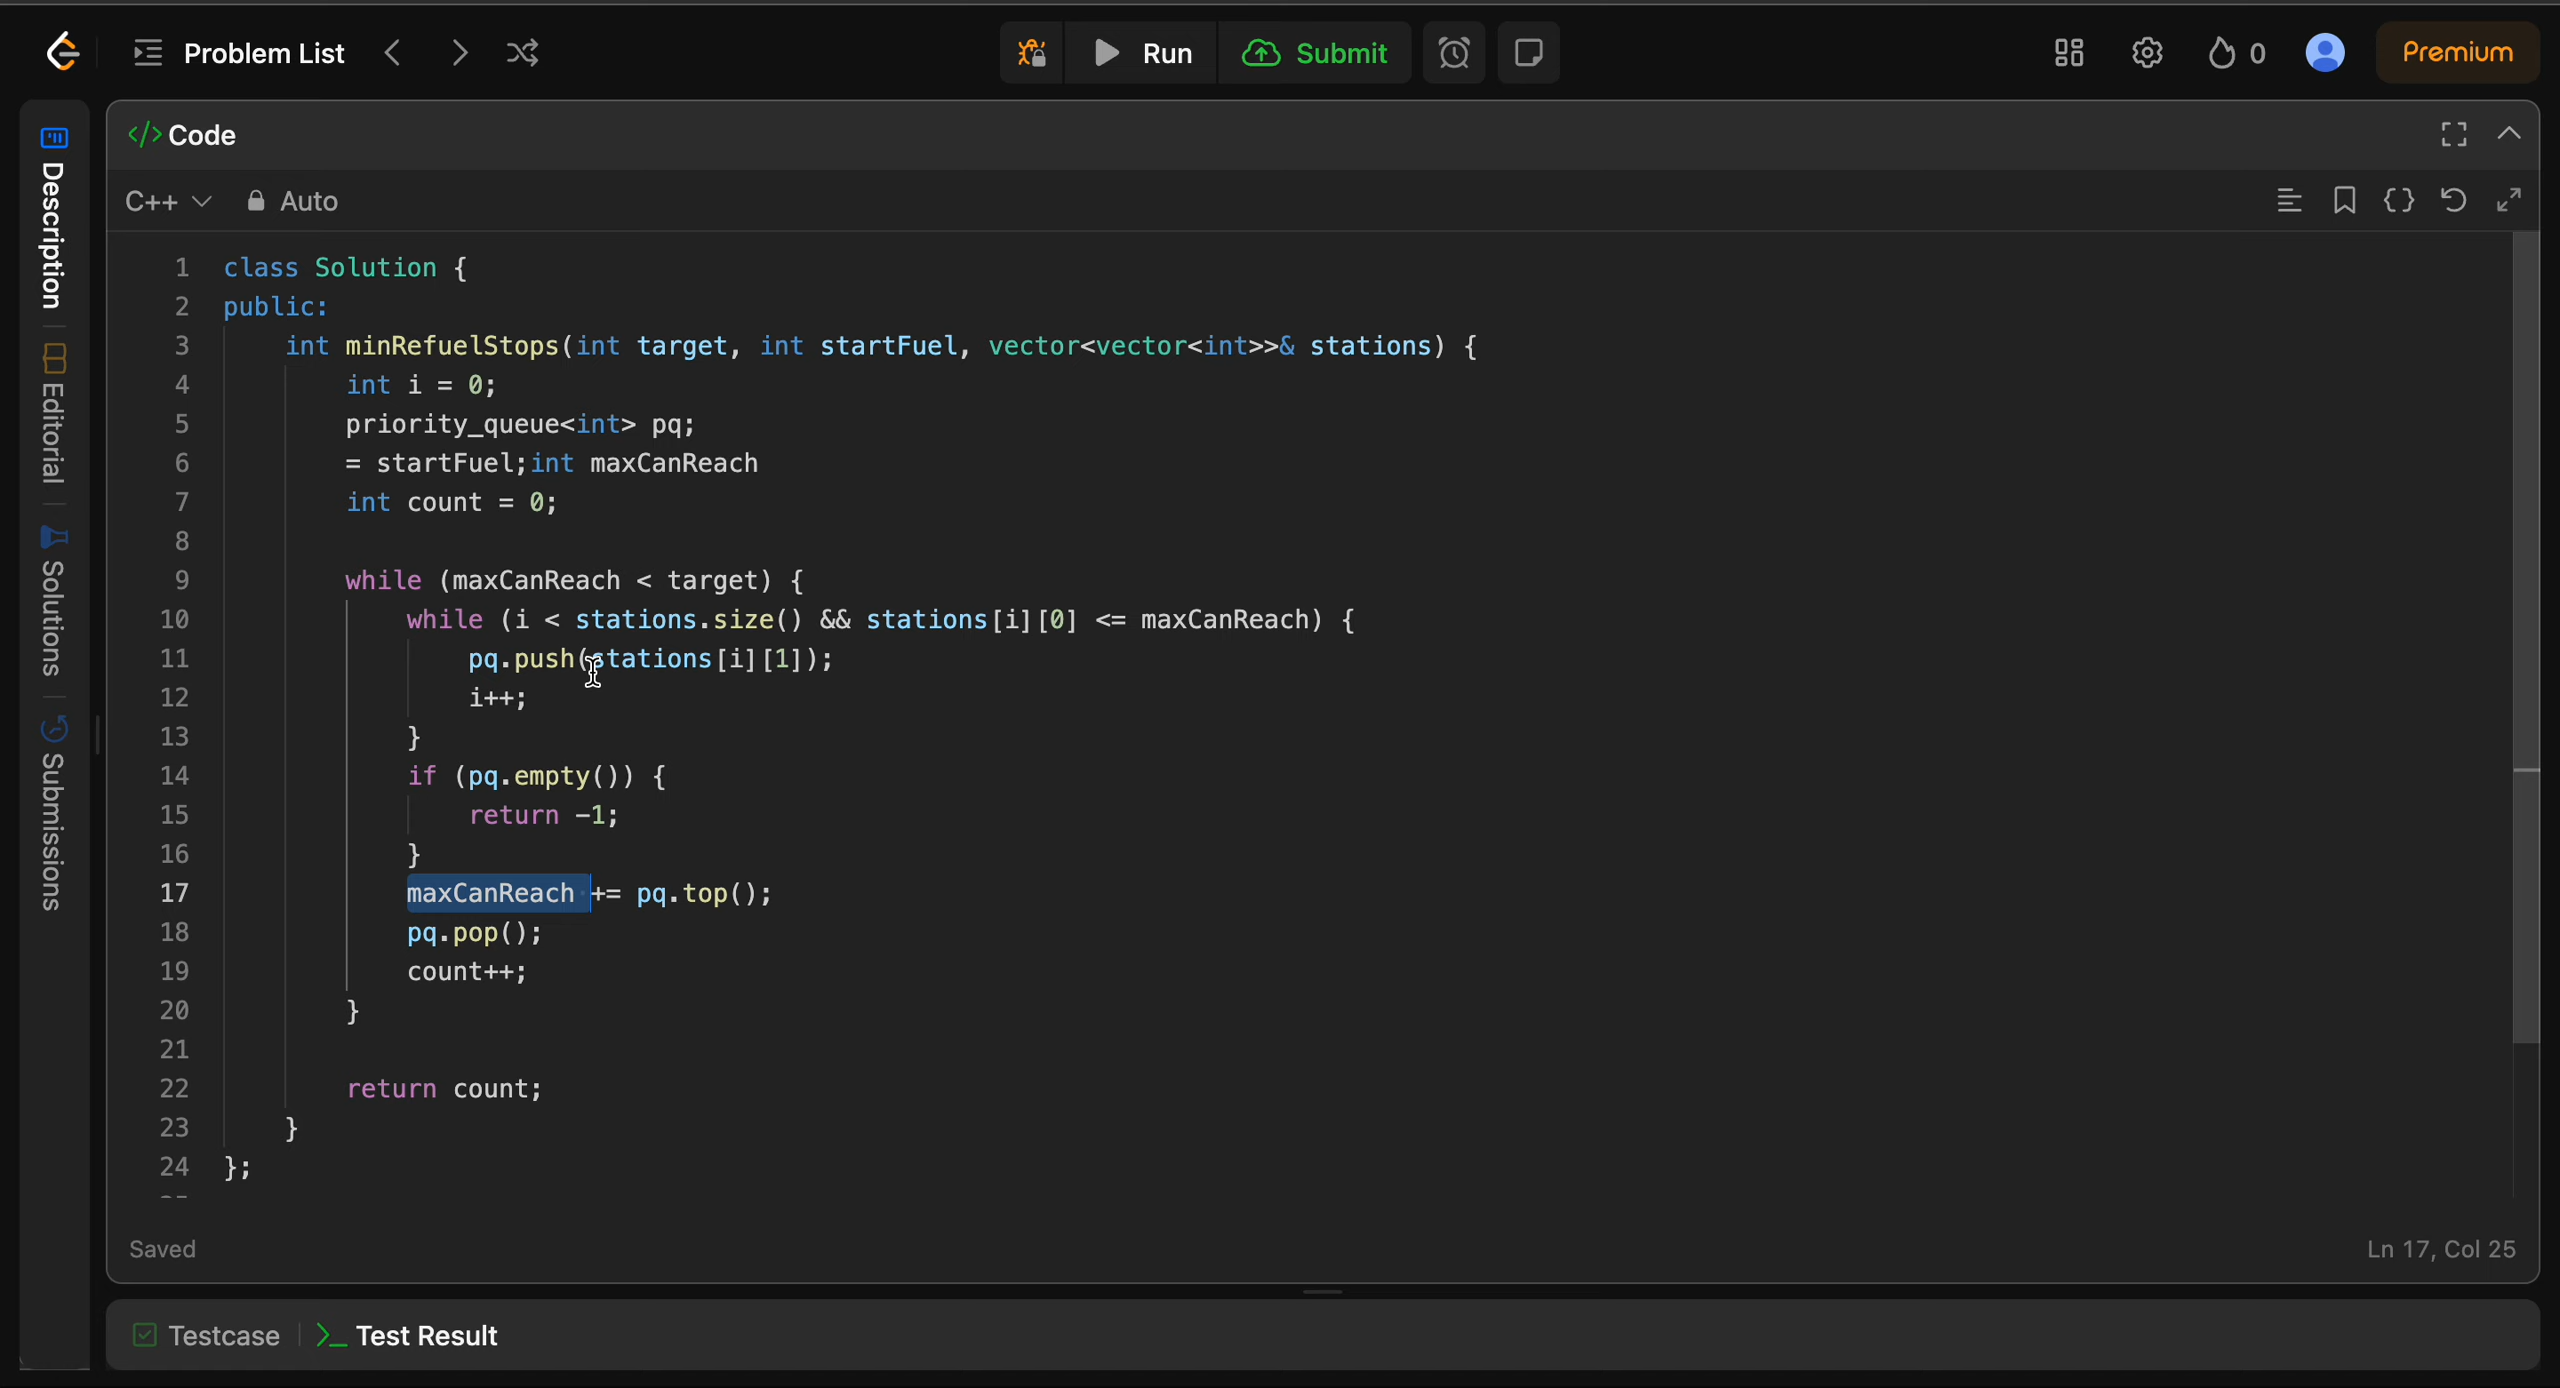 Problem List Run Submit 0 Premium
Description
Editorial
Solutions
Submissions
</> Code
C++ Auto
1 class Solution {
2 public:
3 int minRefuelStops(int target, int startFuel, vector<vector<int>>& stations) {
4 int i = 0;
5 priority_queue<int> pq;
6 = startFuel;int maxCanReach
7 int count = 0;
8
9 while (maxCanReach < target) {
10 while (i < stations.size() && stations[i][0] <= maxCanReach) {
11 pq.push(stations[i][1]);
12 i++;
13 }
14 if (pq.empty()) {
15 return -1;
16 }
17 maxCanReach += pq.top();
18 pq.pop();
19 count++;
20 }
21
22 return count;
23 }
24 };
Saved Ln 17, Col 25
Testcase Test Result